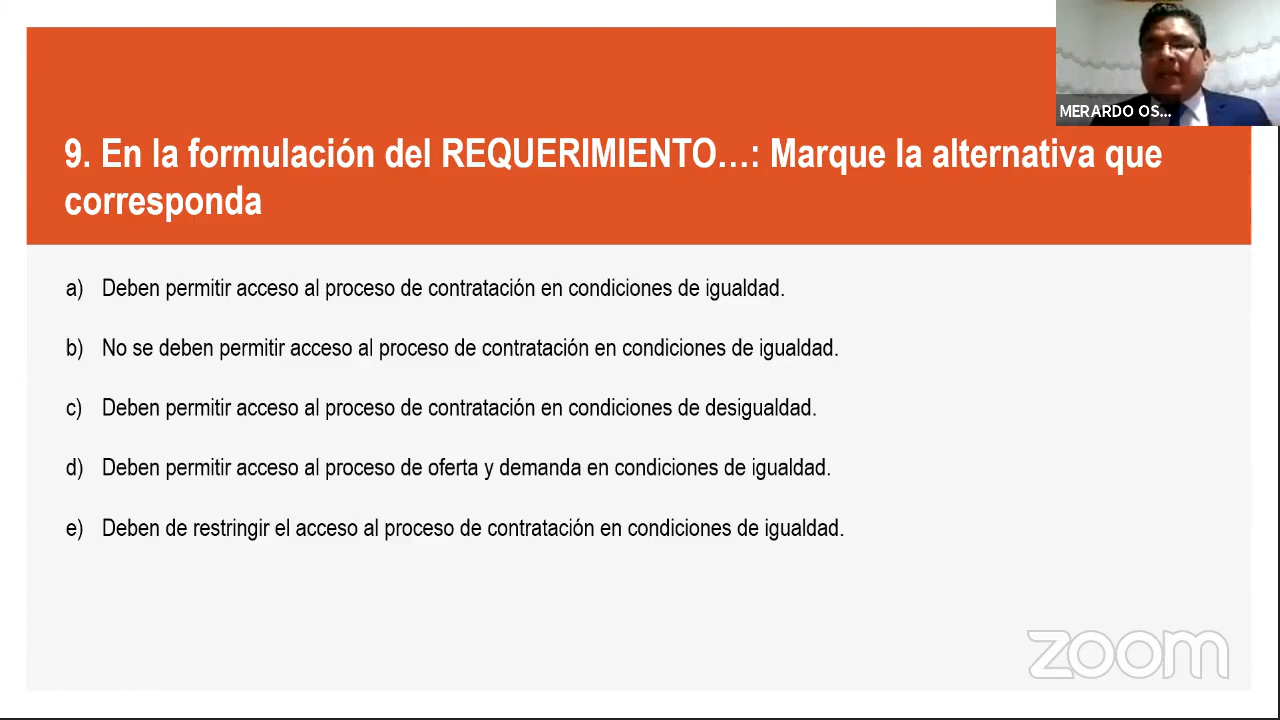 MERARDO OS...
9. En la formulación del REQUERIMIENTO...: Marque la alternativa que
corresponda
a) Deben permitir acceso al proceso de contratación en condiciones de igualdad.
b) No se deben permitir acceso al proceso de contratación en condiciones de igualdad.
c) Deben permitir acceso al proceso de contratación en condiciones de desigualdad.
d) Deben permitir acceso al proceso de oferta y demanda en condiciones de igualdad.
e) Deben de restringir el acceso al proceso de contratación en condiciones de igualdad.
zoom